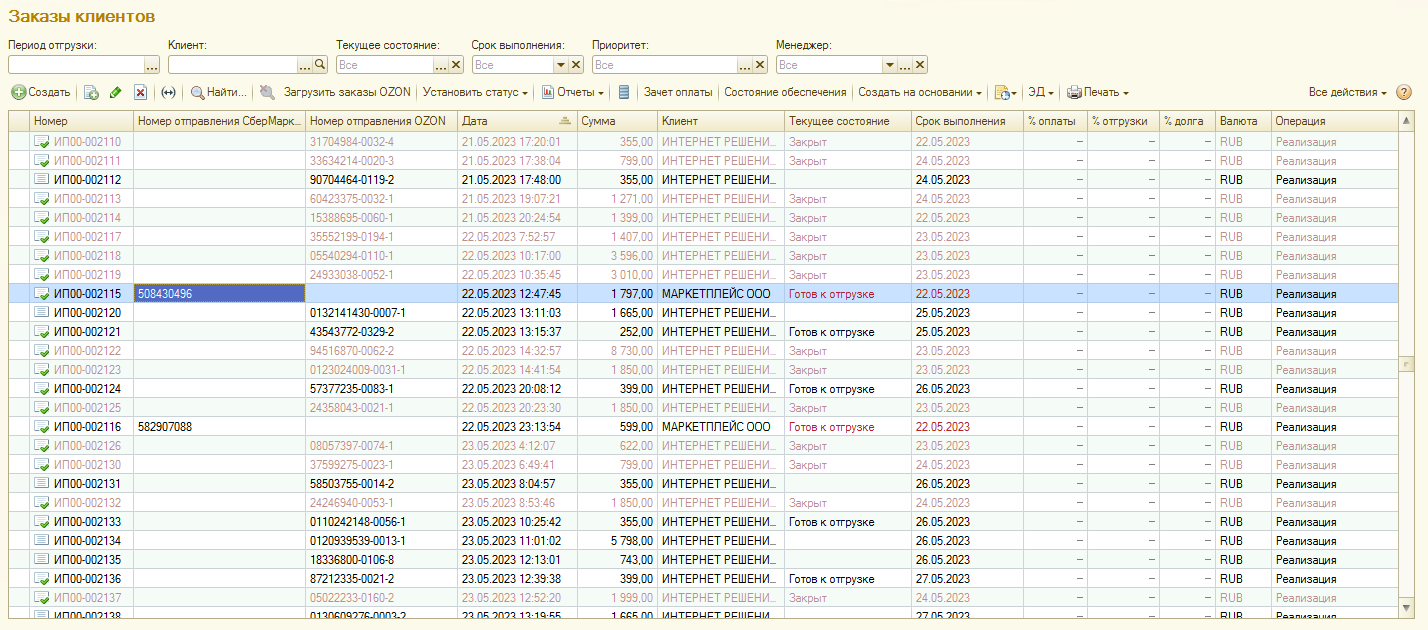 Заказы клиентов
Период отгрузки: Клиент: Текущее состояние: Срок выполнения: Приоритет: Менеджер:
... ... Все ... Все Все ... Все ...
Создать Найти... Загрузить заказы OZON Установить статус Отчеты Зачет оплаты Состояние обеспечения Создать на основании ЭД Печать Все действия ?
Номер Номер отправления СберМарк... Номер отправления OZON Дата Сумма Клиент Текущее состояние Срок выполнения % оплаты % отгрузки % долга Валюта Операция
ИП00-002110 31704984-0032-4 21.05.2023 17:20:01 355,00 ИНТЕРНЕТ РЕШЕНИ... Закрыт 22.05.2023 – – – RUB Реализация
ИП00-002111 33634214-0020-3 21.05.2023 17:38:04 799,00 ИНТЕРНЕТ РЕШЕНИ... Закрыт 24.05.2023 – – – RUB Реализация
ИП00-002112 90704464-0119-2 21.05.2023 17:48:00 355,00 ИНТЕРНЕТ РЕШЕНИ... 24.05.2023 – – – RUB Реализация
ИП00-002113 60423375-0032-1 21.05.2023 19:07:21 1 271,00 ИНТЕРНЕТ РЕШЕНИ... Закрыт 24.05.2023 – – – RUB Реализация
ИП00-002114 15388695-0060-1 21.05.2023 20:24:54 1 399,00 ИНТЕРНЕТ РЕШЕНИ... Закрыт 22.05.2023 – – – RUB Реализация
ИП00-002117 35552199-0194-1 22.05.2023 7:52:57 1 407,00 ИНТЕРНЕТ РЕШЕНИ... Закрыт 23.05.2023 – – – RUB Реализация
ИП00-002118 05540294-0110-1 22.05.2023 10:17:00 3 596,00 ИНТЕРНЕТ РЕШЕНИ... Закрыт 23.05.2023 – – – RUB Реализация
ИП00-002119 24933038-0052-1 22.05.2023 10:35:45 3 010,00 ИНТЕРНЕТ РЕШЕНИ... Закрыт 23.05.2023 – – – RUB Реализация
ИП00-002115 508430496 22.05.2023 12:47:45 1 797,00 МАРКЕТПЛЕЙС ООО Готов к отгрузке 22.05.2023 – – – RUB Реализация
ИП00-002120 0132141430-0007-1 22.05.2023 13:11:03 1 665,00 ИНТЕРНЕТ РЕШЕНИ... 25.05.2023 – – – RUB Реализация
ИП00-002121 43543772-0329-2 22.05.2023 13:15:37 252,00 ИНТЕРНЕТ РЕШЕНИ... Готов к отгрузке 25.05.2023 – – – RUB Реализация
ИП00-002122 94516870-0062-2 22.05.2023 14:32:57 8 730,00 ИНТЕРНЕТ РЕШЕНИ... Закрыт 23.05.2023 – – – RUB Реализация
ИП00-002123 0123024009-0031-1 22.05.2023 14:41:54 1 850,00 ИНТЕРНЕТ РЕШЕНИ... Закрыт 23.05.2023 – – – RUB Реализация
ИП00-002124 57377235-0083-1 22.05.2023 20:08:12 399,00 ИНТЕРНЕТ РЕШЕНИ... Готов к отгрузке 26.05.2023 – – – RUB Реализация
ИП00-002125 24358043-0021-1 22.05.2023 20:23:30 1 850,00 ИНТЕРНЕТ РЕШЕНИ... Закрыт 23.05.2023 – – – RUB Реализация
ИП00-002116 582907088 22.05.2023 23:13:54 599,00 МАРКЕТПЛЕЙС ООО Готов к отгрузке 22.05.2023 – – – RUB Реализация
ИП00-002126 08057397-0074-1 23.05.2023 4:12:07 622,00 ИНТЕРНЕТ РЕШЕНИ... Закрыт 23.05.2023 – – – RUB Реализация
ИП00-002130 37599275-0023-1 23.05.2023 6:49:41 799,00 ИНТЕРНЕТ РЕШЕНИ... Закрыт 24.05.2023 – – – RUB Реализация
ИП00-002131 58503755-0014-2 23.05.2023 8:04:57 355,00 ИНТЕРНЕТ РЕШЕНИ... 26.05.2023 – – – RUB Реализация
ИП00-002132 24246940-0053-1 23.05.2023 8:53:46 1 850,00 ИНТЕРНЕТ РЕШЕНИ... Закрыт 24.05.2023 – – – RUB Реализация
ИП00-002133 0110242148-0056-1 23.05.2023 10:25:42 355,00 ИНТЕРНЕТ РЕШЕНИ... Готов к отгрузке 26.05.2023 – – – RUB Реализация
ИП00-002134 0120939539-0013-1 23.05.2023 11:01:02 5 798,00 ИНТЕРНЕТ РЕШЕНИ... 26.05.2023 – – – RUB Реализация
ИП00-002135 18336800-0106-8 23.05.2023 12:13:01 743,00 ИНТЕРНЕТ РЕШЕНИ... 26.05.2023 – – – RUB Реализация
ИП00-002136 87212335-0021-2 23.05.2023 12:39:38 399,00 ИНТЕРНЕТ РЕШЕНИ... Готов к отгрузке 27.05.2023 – – – RUB Реализация
ИП00-002137 05022233-0160-2 23.05.2023 12:52:20 1 999,00 ИНТЕРНЕТ РЕШЕНИ... Закрыт 24.05.2023 – – – RUB Реализация
ИП00-002138 0130609276-0003-2 23.05.2023 13:19:55 1 665,00 ИНТЕРНЕТ РЕШЕНИ... 27.05.2023 – – – RUB Реализация